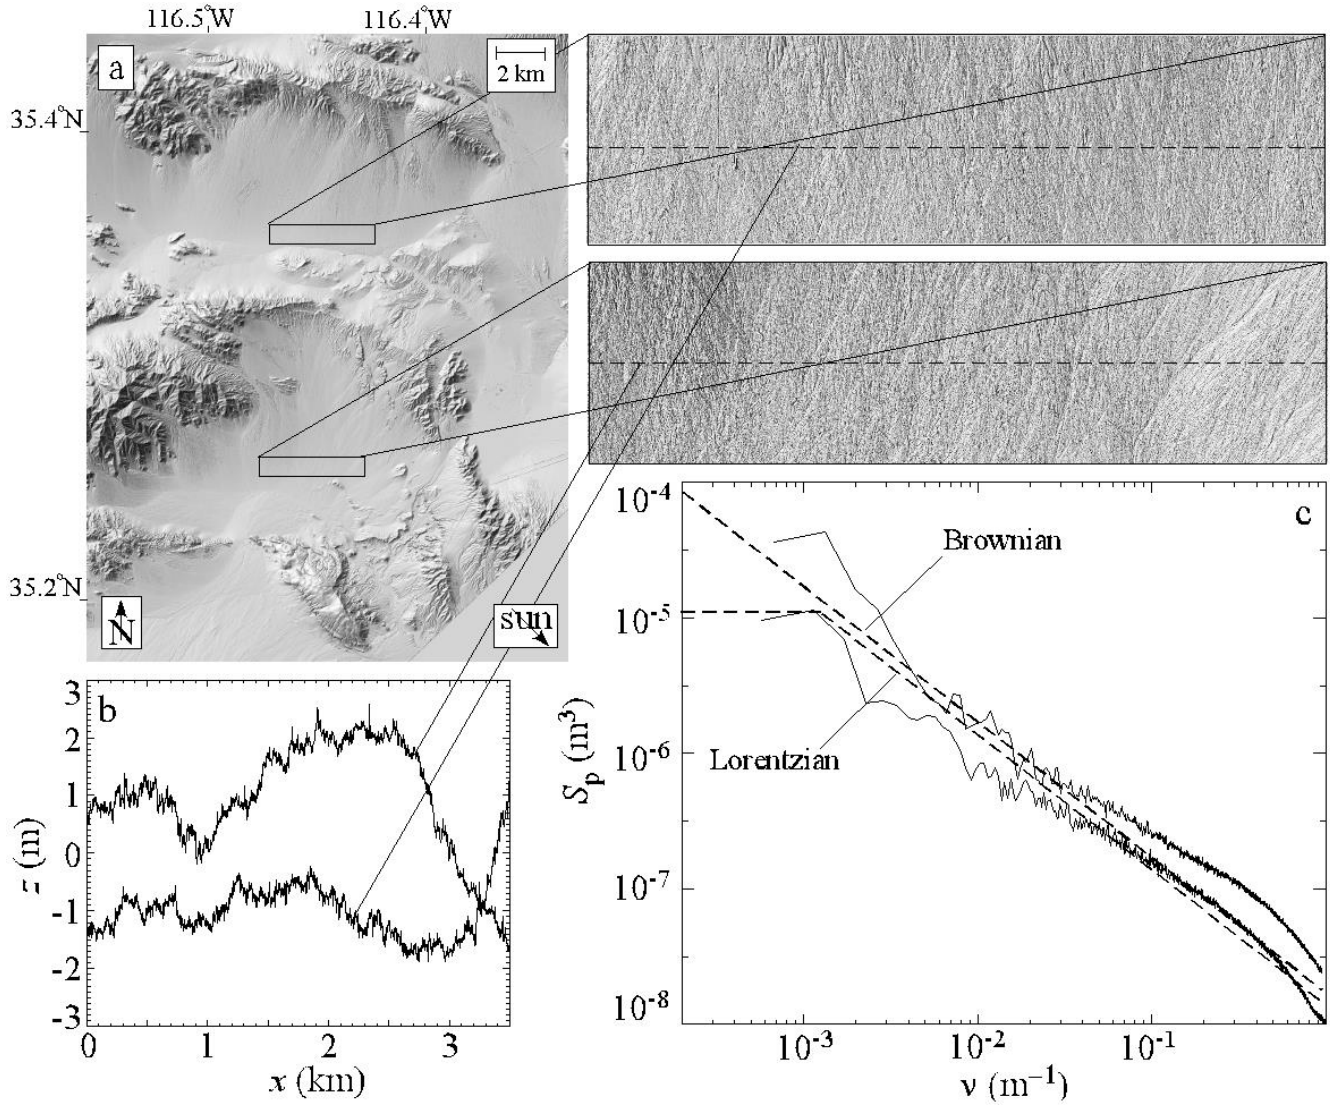 116.5°W 116.4°W
a
2 km
35.4°N
35.2°N
N
sun
b
3
2
1
0
-1
-2
-3
z (m)
0 1 2 3
x (km)
c
10-4
10-5
10-6
10-7
10-8
Sp (m3)
Brownian
Lorentzian
10-3 10-2 10-1
ν (m−1)